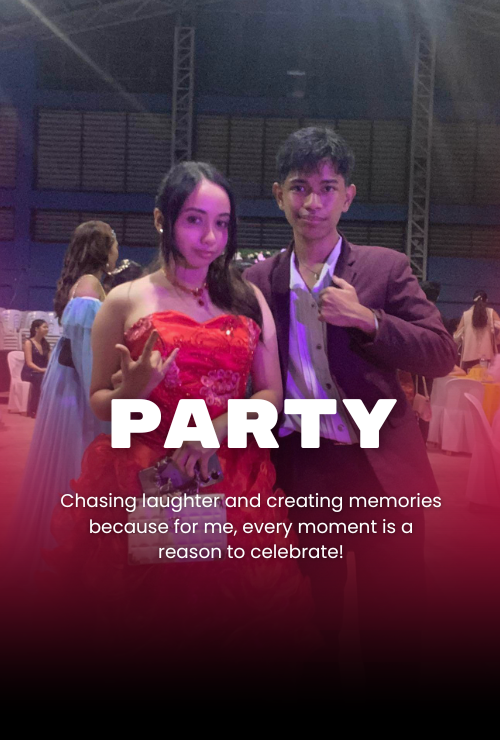 PARTY
Chasing laughter and creating memories
because for me, every moment is a
reason to celebrate!